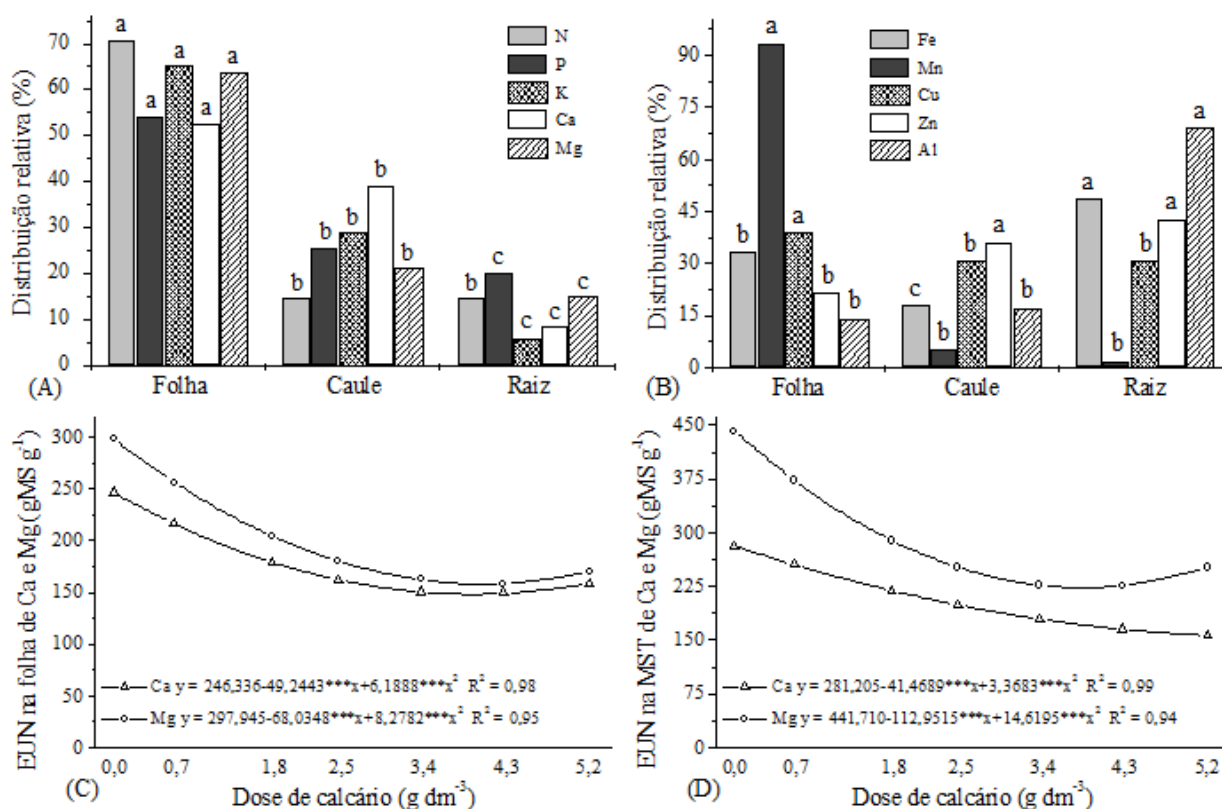 Distribuição relativa (%)
70
60
50
40
30
20
10
0
a a a a a
b b b b b
b c c c c
N
P
K
Ca
Mg
Folha Caule Raiz
(A)
Distribuição relativa (%)
90
75
60
45
30
15
0
b a a b b
c b b a b
a b b a a
Fe
Mn
Cu
Zn
Al
Folha Caule Raiz
(B)
EUN na folha de Ca e Mg (gMS g⁻¹)
300
250
200
150
100
50
0
Ca y = 246,336-49,2443***x+6,1888***x² R² = 0,98
Mg y = 297,945-68,0348***x+8,2782***x² R² = 0,95
0,0 0,7 1,8 2,5 3,4 4,3 5,2
Dose de calcário (g dm⁻³)
(C)
EUN na MST de Ca e Mg (gMS g⁻¹)
450
375
300
225
150
75
0
Ca y = 281,205-41,4689***x+3,3683***x² R² = 0,99
Mg y = 441,710-112,9515***x+14,6195***x² R² = 0,94
0,0 0,7 1,8 2,5 3,4 4,3 5,2
Dose de calcário (g dm⁻³)
(D)